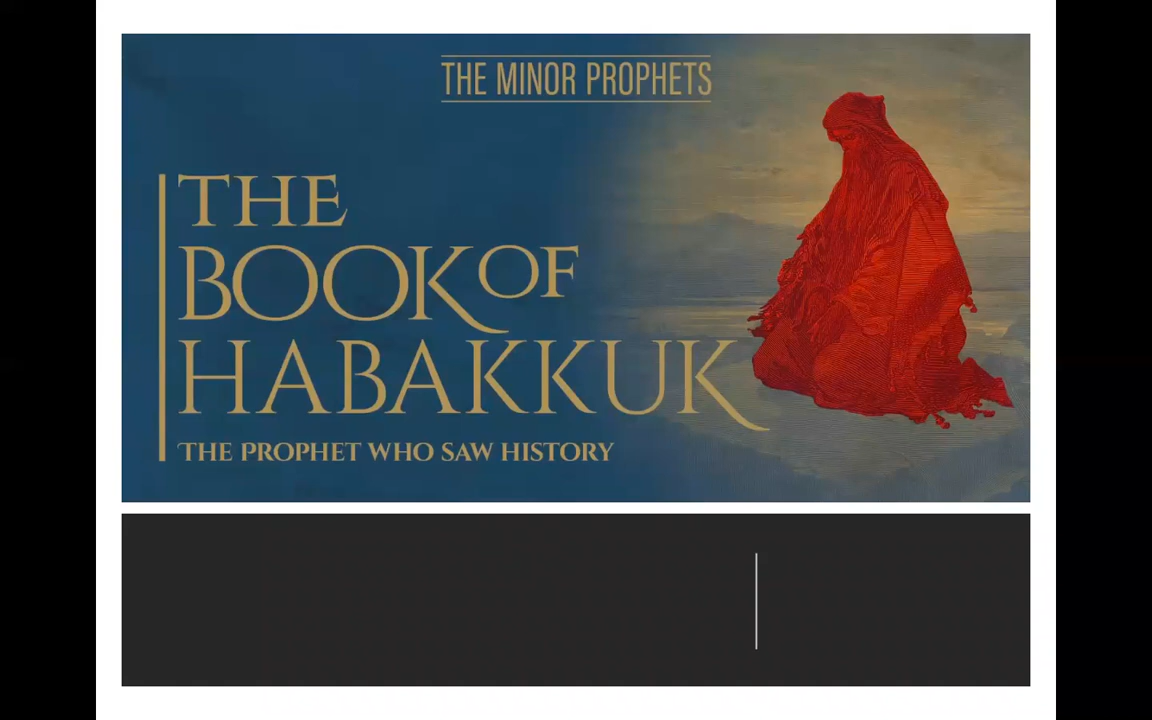 THE MINOR PROPHETS
THE
BOOK OF
HABAKKUK
THE PROPHET WHO SAW HISTORY